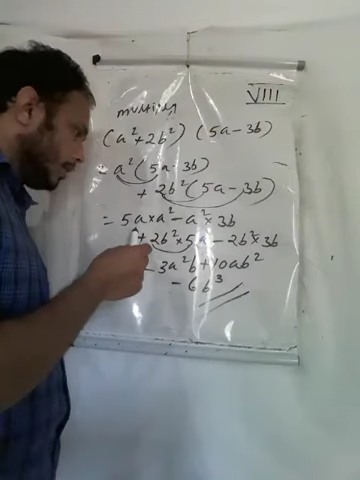 VIII
multiply
(a² + 2b²) (5a - 3b)
= a² (5a - 3b)
+ 2b² (5a - 3b)
= 5a × a² - a² × 3b
+ 2b² × 5a - 2b² × 3b
- 3a²b + 10ab²
- 6b³